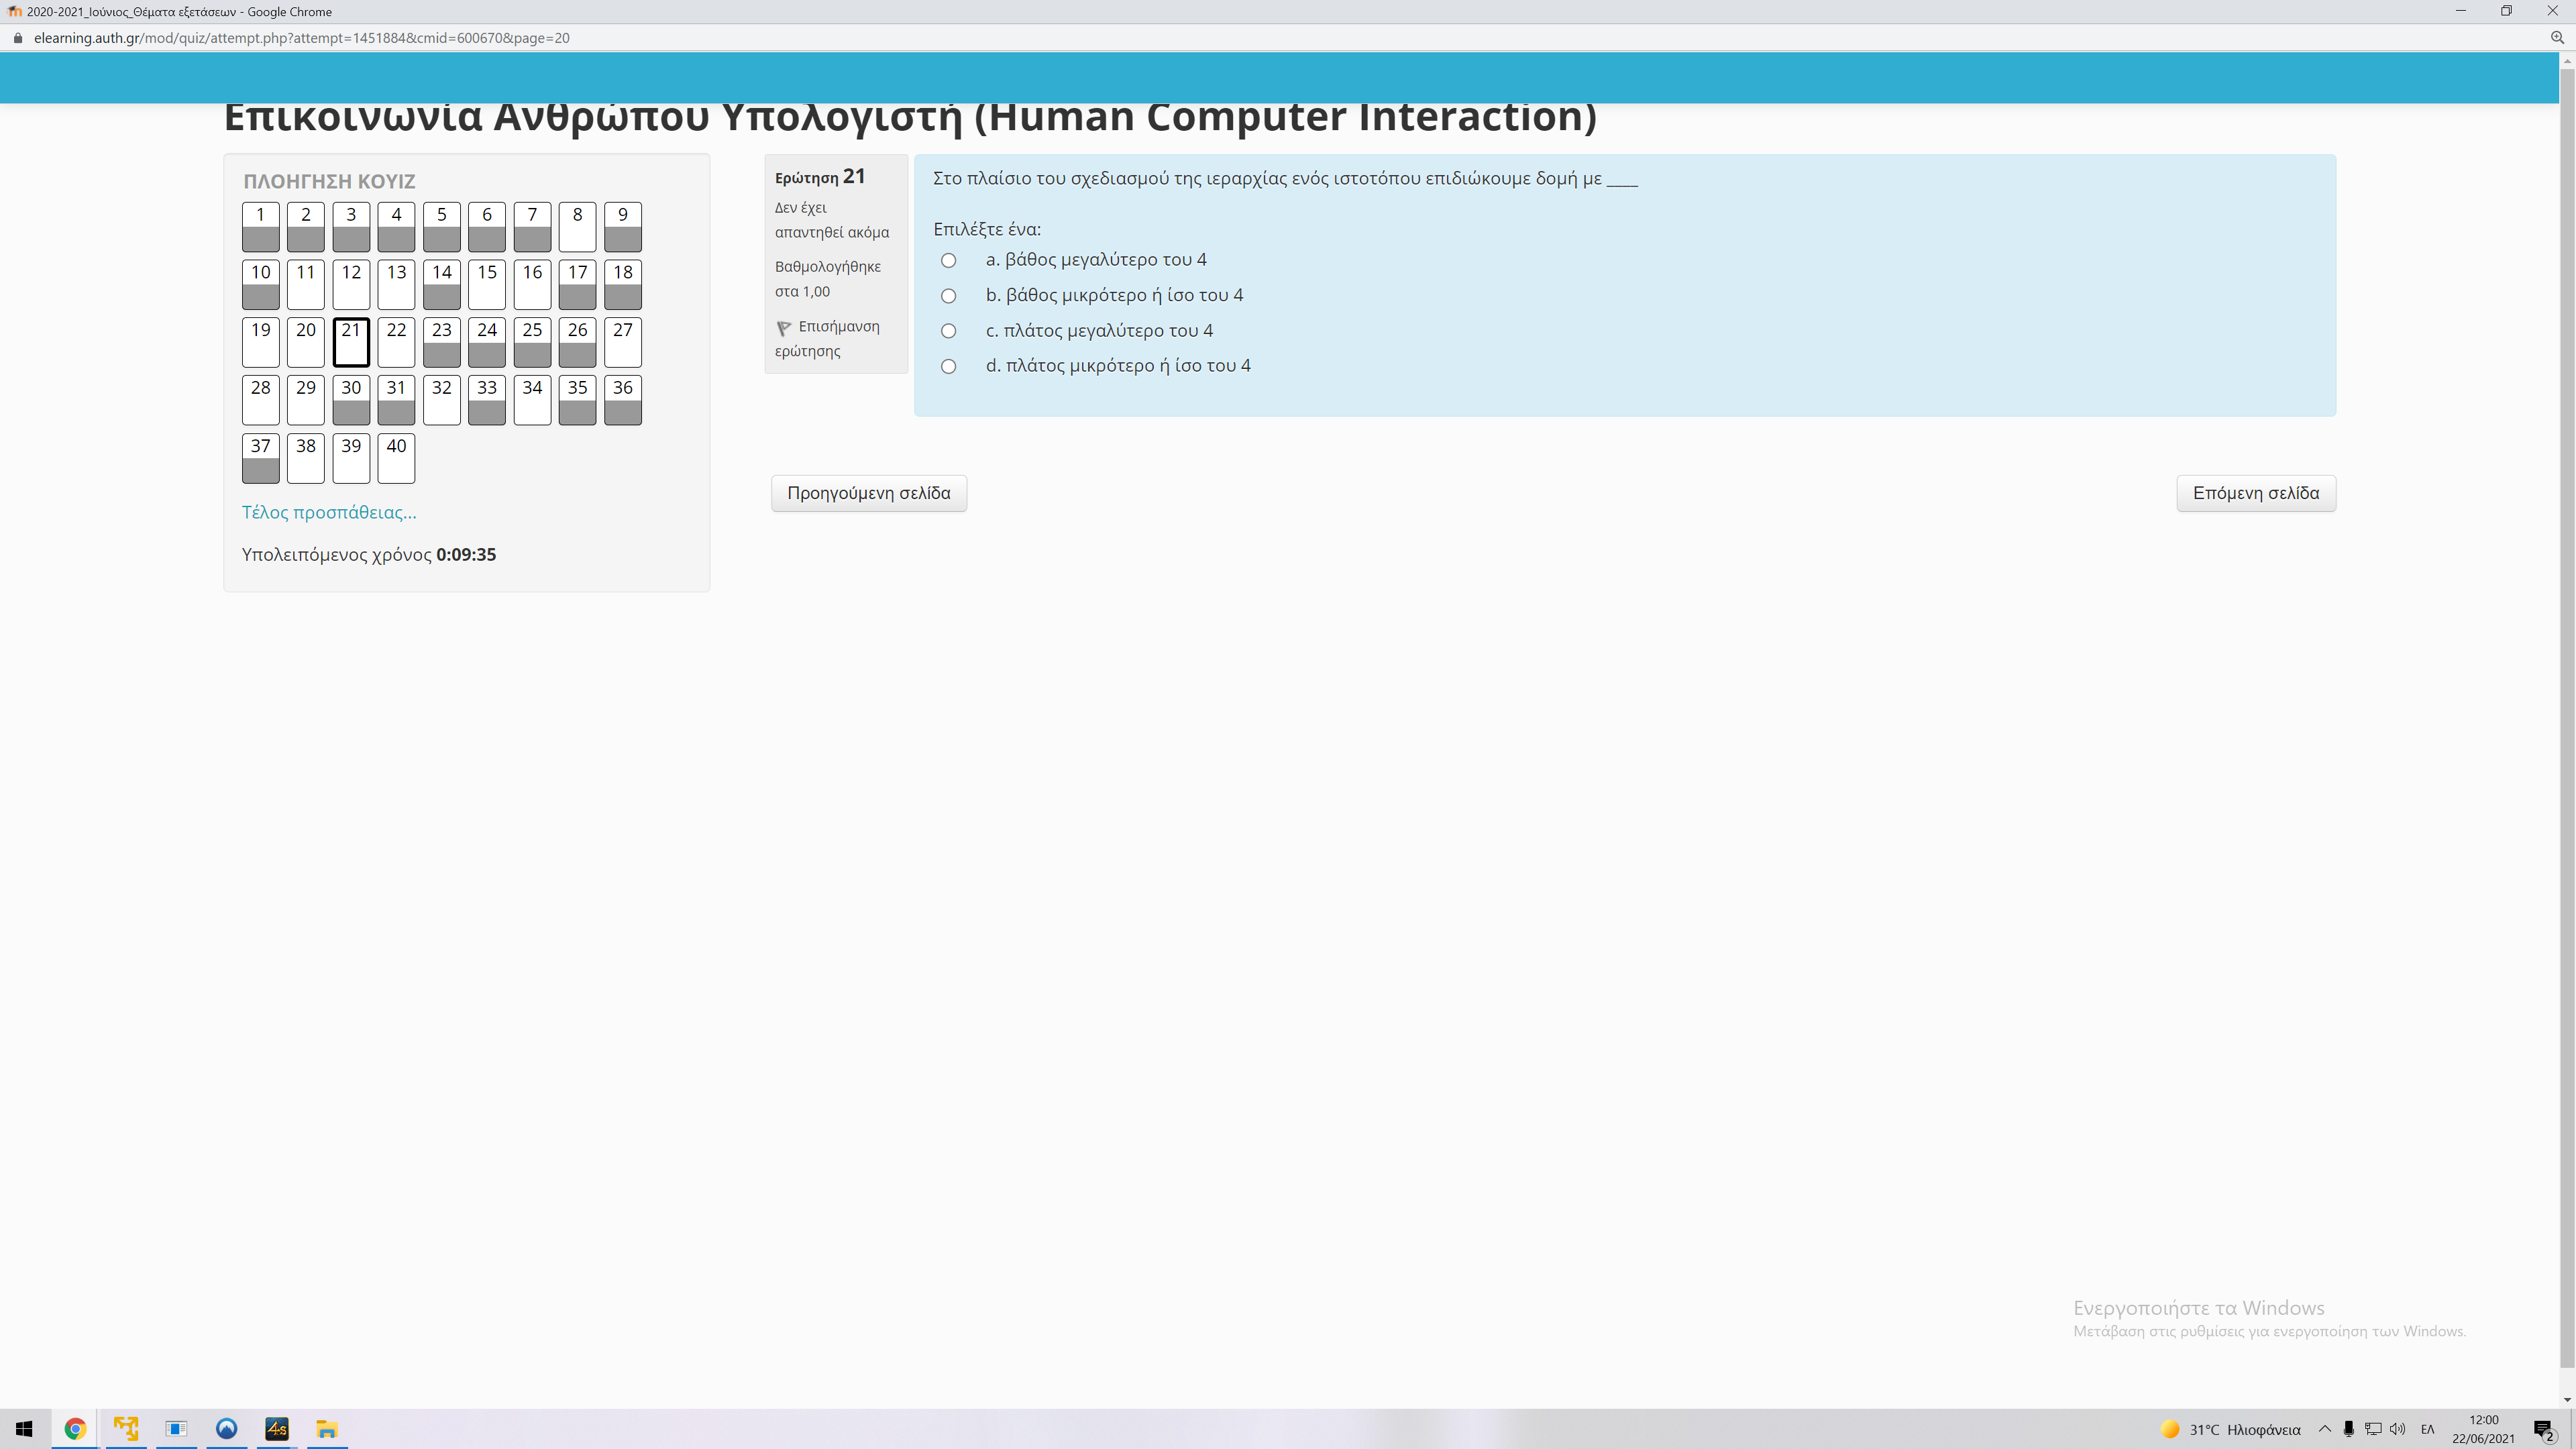 2020-2021_Ιούνιος_Θέματα εξετάσεων - Google Chrome
elearning.auth.gr/mod/quiz/attempt.php?attempt=1451884&cmid=600670&page=20
Επικοινωνία Ανθρώπου Υπολογιστή (Human Computer Interaction)
ΠΛΟΗΓΗΣΗ ΚΟΥΙΖ
1 2 3 4 5 6 7 8 9
10 11 12 13 14 15 16 17 18
19 20 21 22 23 24 25 26 27
28 29 30 31 32 33 34 35 36
37 38 39 40
Τέλος προσπάθειας...
Υπολειπόμενος χρόνος 0:09:35
Ερώτηση 21
Δεν έχει
απαντηθεί ακόμα
Βαθμολογήθηκε
στα 1,00
Επισήμανση
ερώτησης
Στο πλαίσιο του σχεδιασμού της ιεραρχίας ενός ιστοτόπου επιδιώκουμε δομή με ____
Επιλέξτε ένα:
a. βάθος μεγαλύτερο του 4
b. βάθος μικρότερο ή ίσο του 4
c. πλάτος μεγαλύτερο του 4
d. πλάτος μικρότερο ή ίσο του 4
Προηγούμενη σελίδα
Επόμενη σελίδα
Ενεργοποιήστε τα Windows
Μετάβαση στις ρυθμίσεις για ενεργοποίηση των Windows.
4s
31°C Ηλιοφάνεια
ΕΛ
12:00
22/06/2021
2